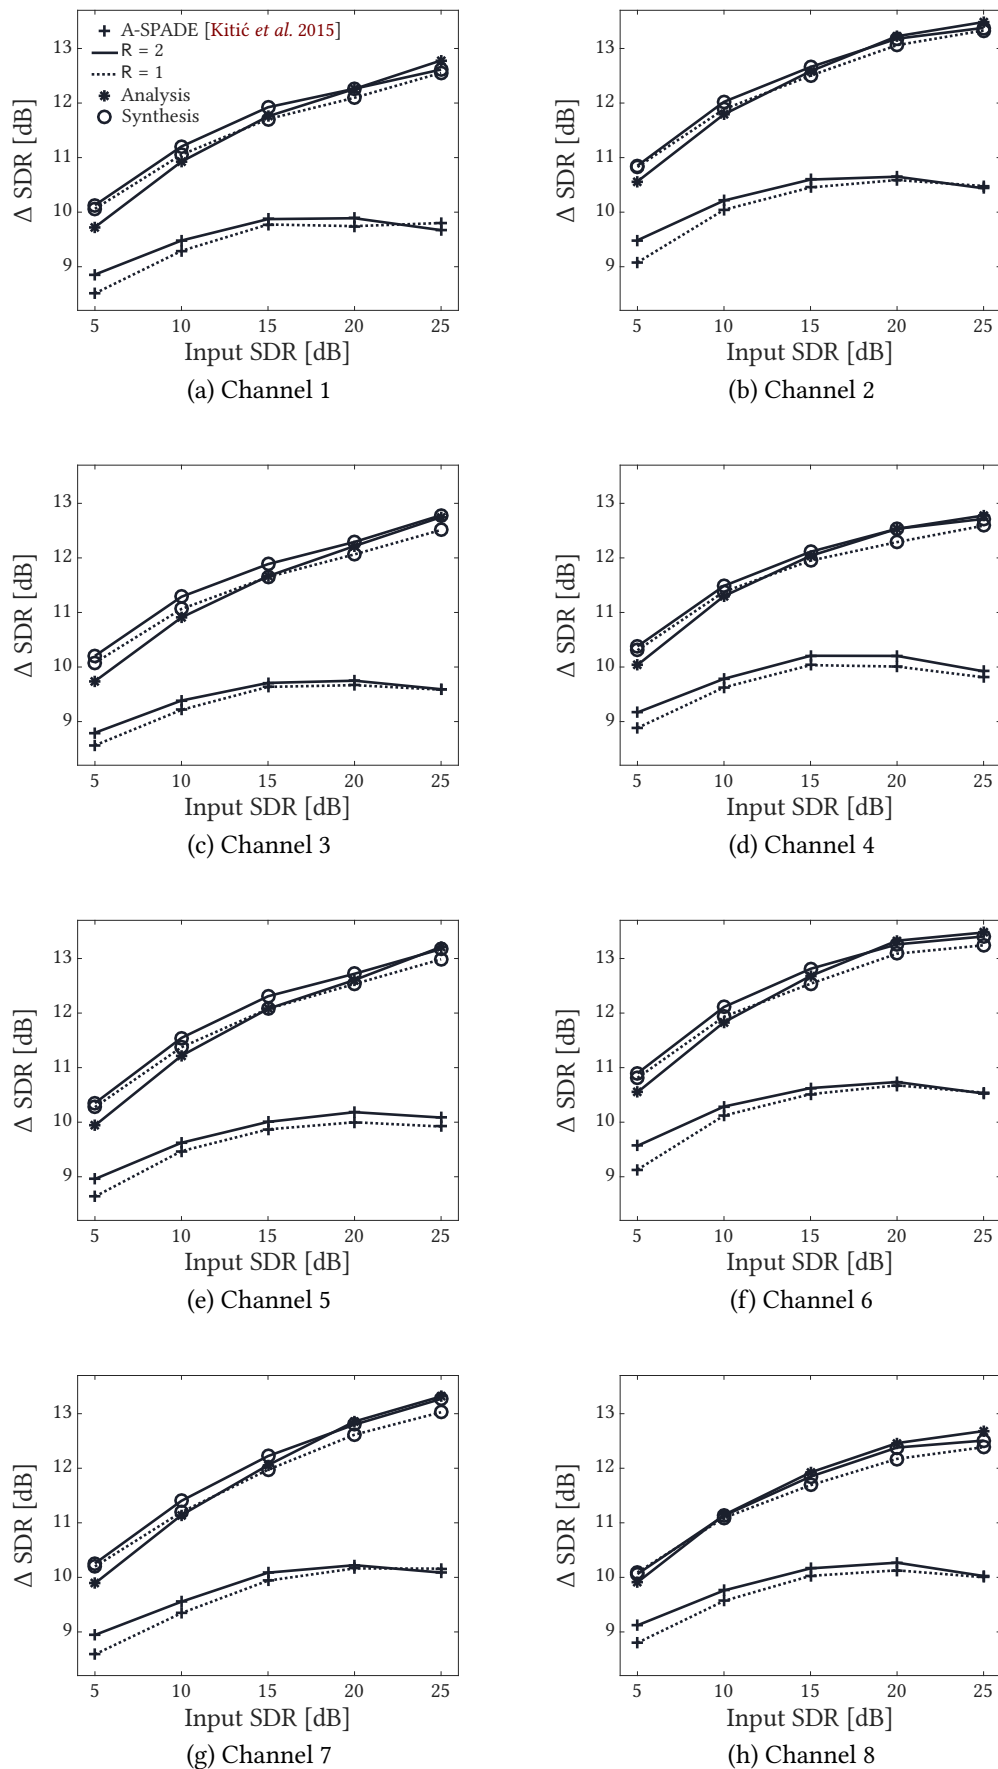 A-SPADE [Kitić et al. 2015]
R = 2
R = 1
Analysis
Synthesis
13
12
11
10
9
Δ SDR [dB]
5 10 15 20 25
Input SDR [dB]
(a) Channel 1
13
12
11
10
9
Δ SDR [dB]
5 10 15 20 25
Input SDR [dB]
(b) Channel 2
13
12
11
10
9
Δ SDR [dB]
5 10 15 20 25
Input SDR [dB]
(c) Channel 3
13
12
11
10
9
Δ SDR [dB]
5 10 15 20 25
Input SDR [dB]
(d) Channel 4
13
12
11
10
9
Δ SDR [dB]
5 10 15 20 25
Input SDR [dB]
(e) Channel 5
13
12
11
10
9
Δ SDR [dB]
5 10 15 20 25
Input SDR [dB]
(f) Channel 6
13
12
11
10
9
Δ SDR [dB]
5 10 15 20 25
Input SDR [dB]
(g) Channel 7
13
12
11
10
9
Δ SDR [dB]
5 10 15 20 25
Input SDR [dB]
(h) Channel 8